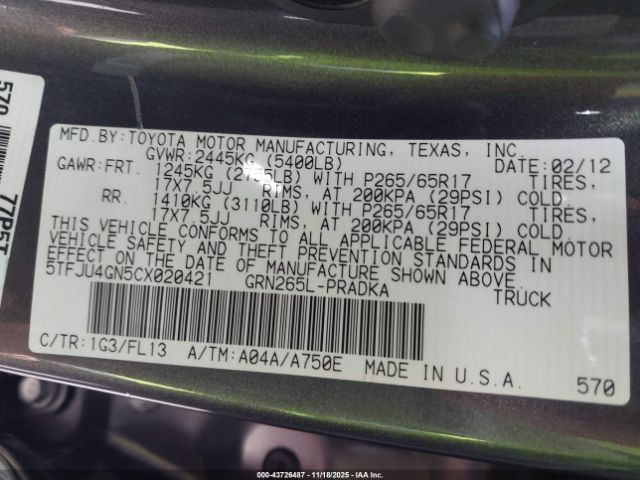 MFD.BY:TOYOTA MOTOR MANUFACTURING, TEXAS, INC.
GVWR:2445KG (5400LB) DATE:02/12
GAWR:FRT. 1245KG (2755LB) WITH P265/65R17 TIRES,
17X7.5JJ RIMS, AT 200KPA (29PSI) COLD
RR. 1410KG (3110LB) WITH P265/65R17 TIRES,
17X7.5JJ RIMS, AT 200KPA (29PSI) COLD
THIS VEHICLE CONFORMS TO ALL APPLICABLE FEDERAL MOTOR
VEHICLE SAFETY AND THEFT PREVENTION STANDARDS IN
EFFECT ON THE DATE OF MANUFACTURE SHOWN ABOVE.
5TFJU4GN5CX020421 GRN265L-PRADKA TRUCK
C/TR:1G3/FL13 A/TM:A04A/A750E MADE IN U.S.A. 570
570
77P5T
000-43726487 11/18/2025 IAA Inc.